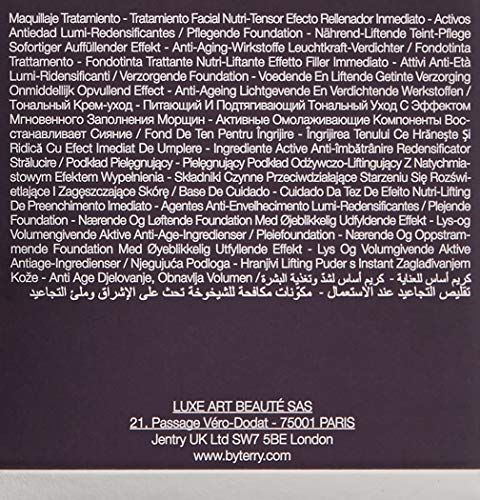 Maquillaje Tratamiento - Tratamiento Facial Nutri-Tensor Efecto Rellenador Inmediato - Activos
Antiedad Lumi-Redensificantes / Pflegende Foundation - Nährend-Liftende Teint-Pflege
Sofortiger Auffüllender Effekt - Anti-Aging-Wirkstoffe Leuchtkraft-Verdichter / Fondotinta
Trattamento - Fondotinta Trattante Nutri-Liftante Effetto Filler Immediato - Attivi Anti-Età
Lumi-Ridensificanti / Verzorgende Foundation - Voedende En Liftende Getinte Verzorging
Onmiddellijk Opvullend Effect - Anti-Ageing Lichtgevende En Verdichtende Werkstoffen /
Тональный Крем-уход - Питающий И Подтягивающий Тональный Уход С Эффектом
Мгновенного Заполнения Морщин - Активные Омолаживающие Компоненты Вос-
станавливает Сияние / Fond De Ten Pentru Îngrijire - Îngrijirea Tenului Ce Hrănește Și
Ridică Cu Efect Imediat De Umplere - Ingrediente Active Anti-îmbătrânire Redensificator
Strălucire / Podkład Pielęgnujący - Pielęgnujący Podkład Odżywczo-Liftingujący Z Natychmia-
stowym Efektem Wypełnienia - Składniki Czynne Przeciwdziałające Starzeniu Się Rozświ-
etlające I Zagęszczające Skórę / Base De Cuidado - Cuidado Da Tez De Efeito Nutri-Lifting
De Preenchimento Imediato - Agentes Anti-Envelhecimento Lumi-Redensificantes / Plejende
Foundation - Nærende Og Løftende Foundation Med Øjeblikkelig Udfyldende Effekt - Lys-og
Volumengivende Aktive Anti-Age-Ingredienser / Pleiefoundation - Nærende Og Oppstram-
mende Foundation Med Øyeblikkelig Utfyllende Effekt - Lys Og Volumgivende Aktive
Antiage-Ingredienser / Njegujuća Podloga - Hranjivi Lifting Puder s Instant Zaglađivanjem
Kože - Anti Age Djelovanje, Obnavlja Volumen / كريم أساس للعناية - كريم أساس لشدّ وتغذية البشرة
تقليص التجاعيد عند الاستعمال - مكوّنات مكافحة للشيخوخة تحث على الإشراق وملئ التجاعيد
LUXE ART BEAUTÉ SAS
21, Passage Véro-Dodat - 75001 PARIS
Jentry UK Ltd SW7 5BE London
www.byterry.com